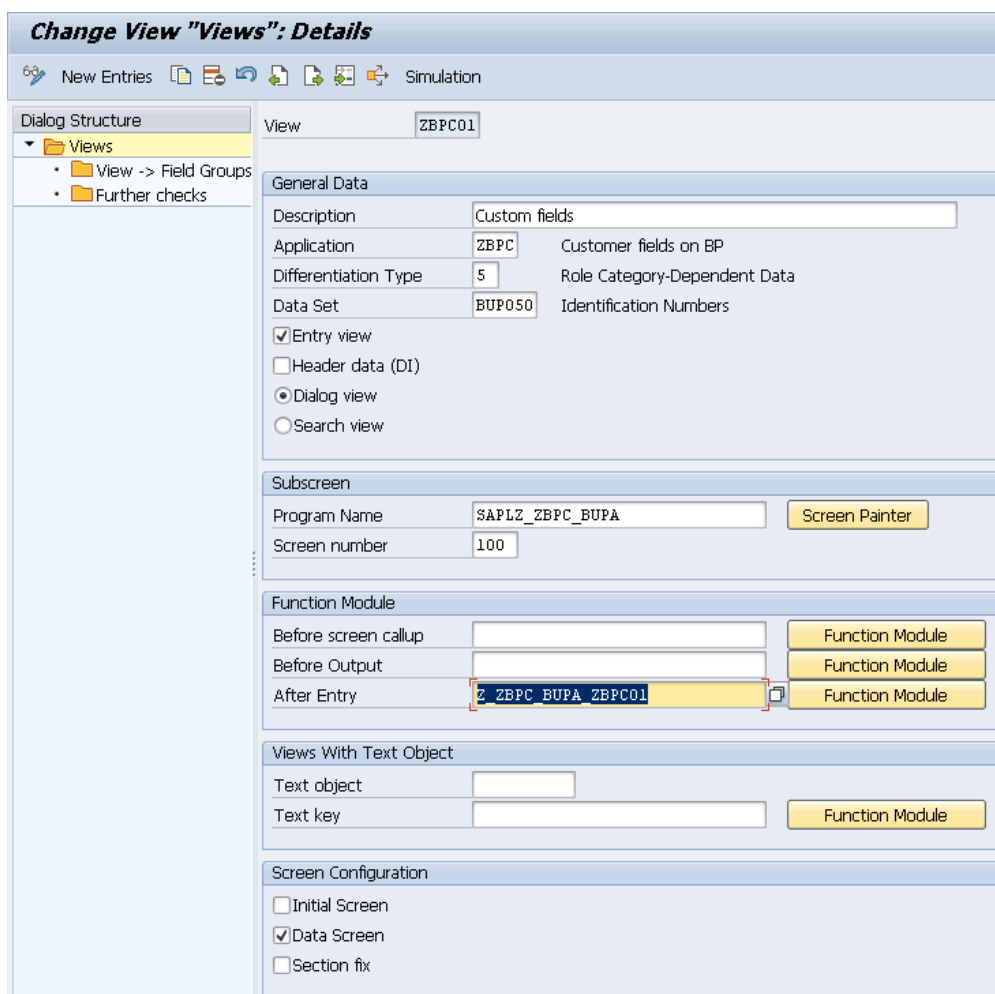 Change View "Views": Details
New Entries Simulation
Dialog Structure
Views
View -> Field Groups
Further checks
View ZBPC01
General Data
Description Custom fields
Application ZBPC Customer fields on BP
Differentiation Type 5 Role Category-Dependent Data
Data Set BUP050 Identification Numbers
Entry view
Header data (DI)
Dialog view
Search view
Subscreen
Program Name SAPLZ_ZBPC_BUPA Screen Painter
Screen number 100
Function Module
Before screen callup Function Module
Before Output Function Module
After Entry Z_ZBPC_BUPA_ZBPC01 Function Module
Views With Text Object
Text object
Text key Function Module
Screen Configuration
Initial Screen
Data Screen
Section fix